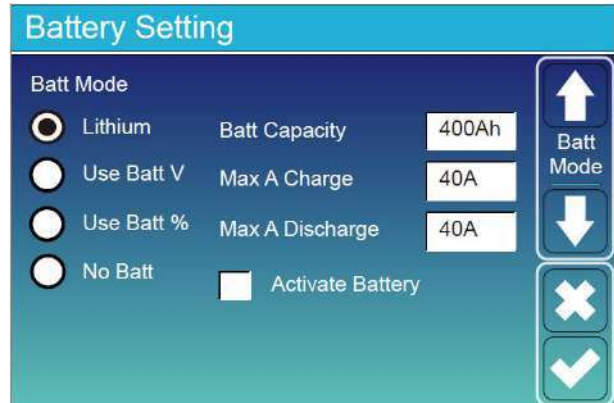 Battery Setting
Batt Mode
Lithium
Use Batt V
Use Batt %
No Batt
Batt Capacity 400Ah
Max A Charge 40A
Max A Discharge 40A
Activate Battery
Batt
Mode